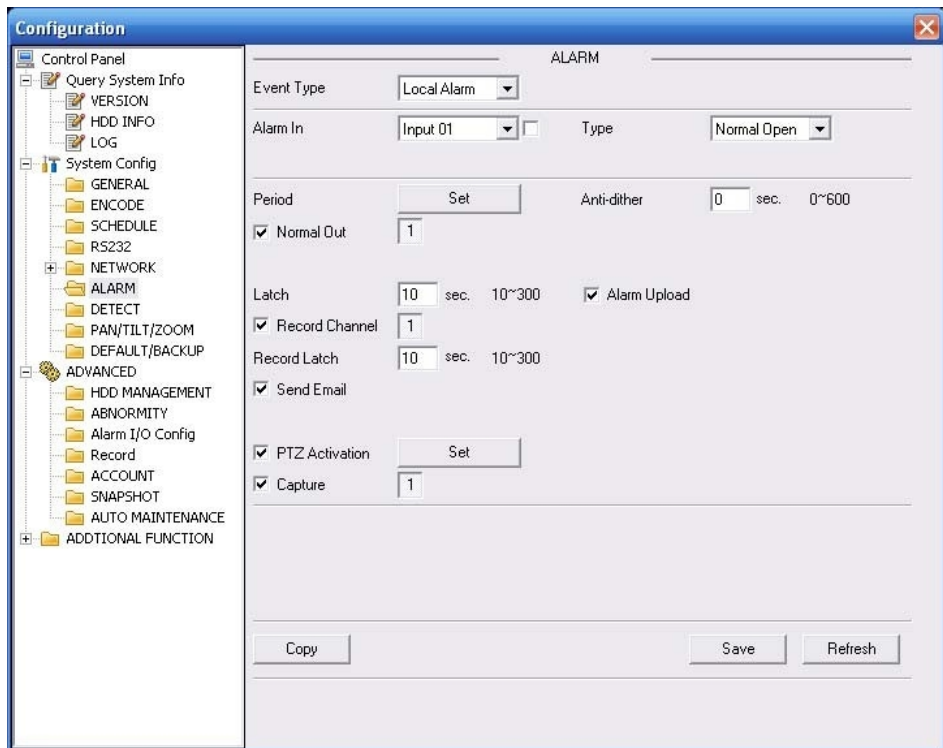 Configuration
Control Panel
Query System Info
VERSION
HDD INFO
LOG
System Config
GENERAL
ENCODE
SCHEDULE
RS232
NETWORK
ALARM
DETECT
PAN/TILT/ZOOM
DEFAULT/BACKUP
ADVANCED
HDD MANAGEMENT
ABNORMITY
Alarm I/O Config
Record
ACCOUNT
SNAPSHOT
AUTO MAINTENANCE
ADDTIONAL FUNCTION
ALARM
Event Type Local Alarm
Alarm In Input 01 Type Normal Open
Period Set Anti-dither 0 sec. 0~600
Normal Out 1
Latch 10 sec. 10~300 Alarm Upload
Record Channel 1
Record Latch 10 sec. 10~300
Send Email
PTZ Activation Set
Capture 1
Copy Save Refresh